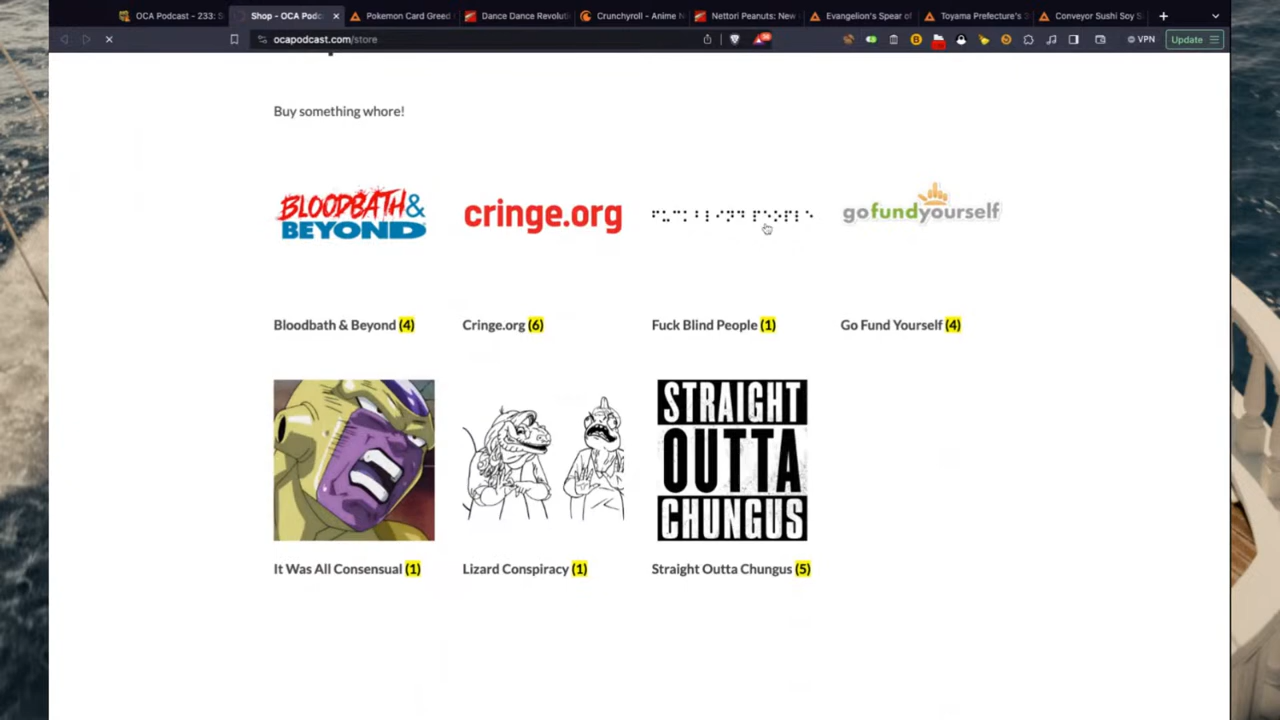 OCA Podcast - 233: S
Shop - OCA Podc
Pokemon Card Greed
Dance Dance Revoluti
Crunchyroll - Anime N
Nettori Peanuts: New
Evangelion's Spear of
Toyama Prefecture's
Conveyor Sushi Soy S
ocapodcast.com/store
VPN
Update
Buy something whore!
BLOODBATH &
BEYOND
cringe.org
⠋⠥⠉⠅ ⠃⠇⠊⠝⠙ ⠏⠑⠕⠏⠇⠑
gofundyourself
Bloodbath & Beyond (4)
Cringe.org (6)
Fuck Blind People (1)
Go Fund Yourself (4)
STRAIGHT
OUTTA
CHUNGUS
It Was All Consensual (1)
Lizard Conspiracy (1)
Straight Outta Chungus (5)